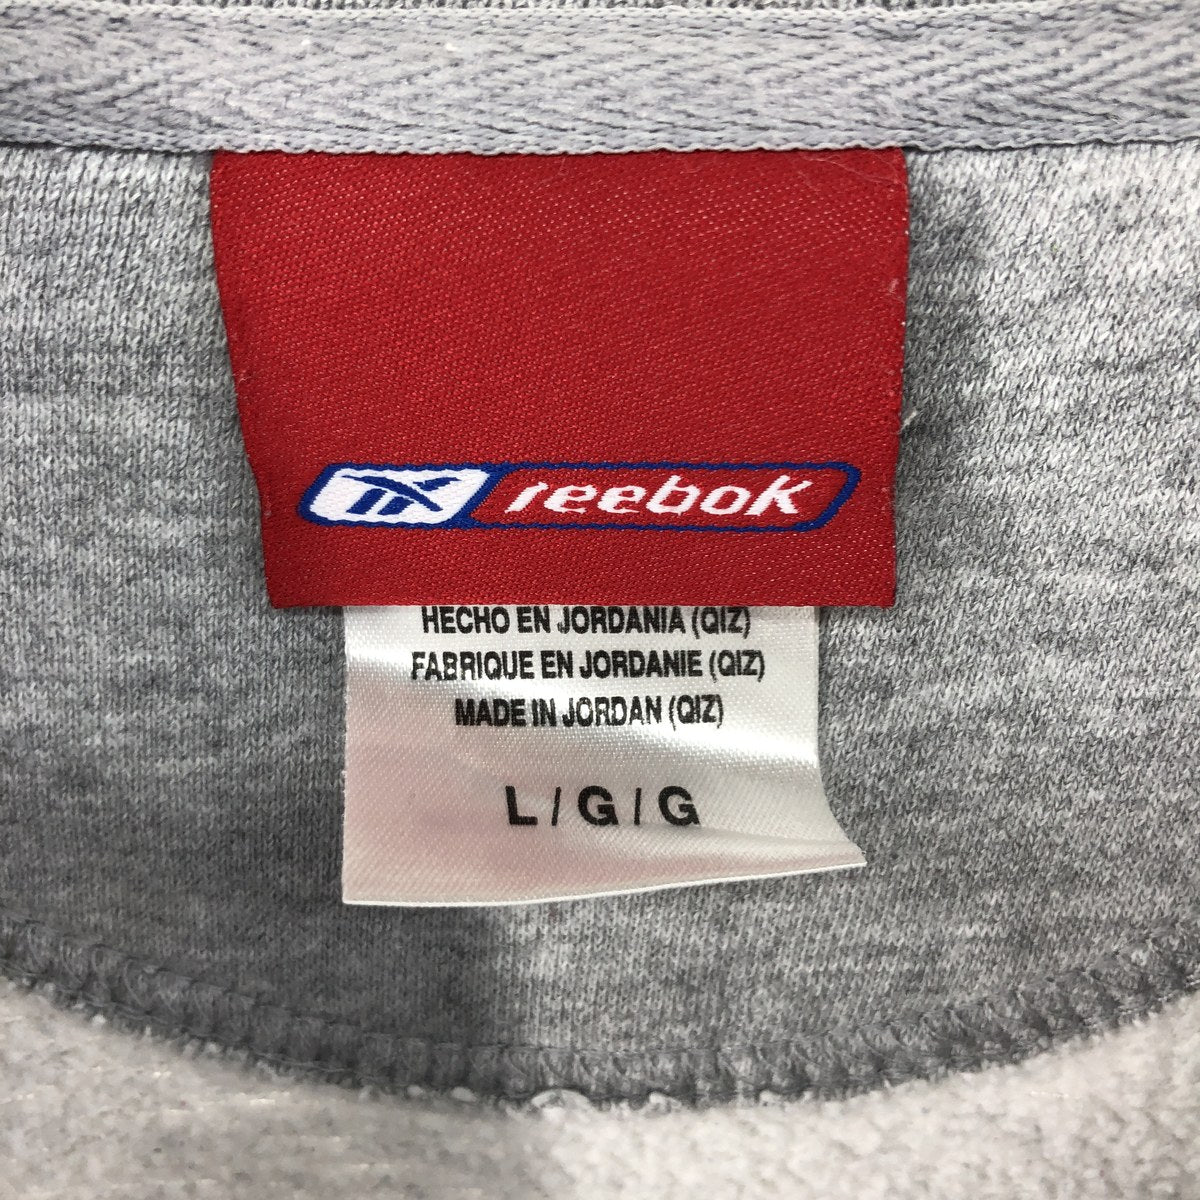 reebok
HECHO EN JORDANIA (QIZ)
FABRIQUE EN JORDANIE (QIZ)
MADE IN JORDAN (QIZ)
L / G / G